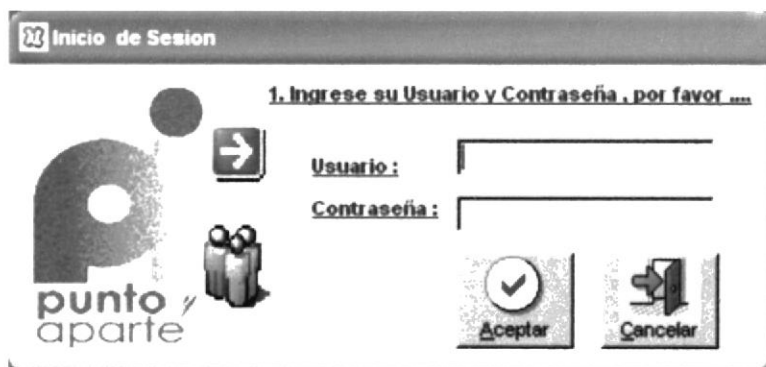 Inicio de Sesion
1. Ingrese su Usuario y Contraseña , por favor ....
Usuario :
Contraseña :
punto y
aparte
Aceptar
Cancelar